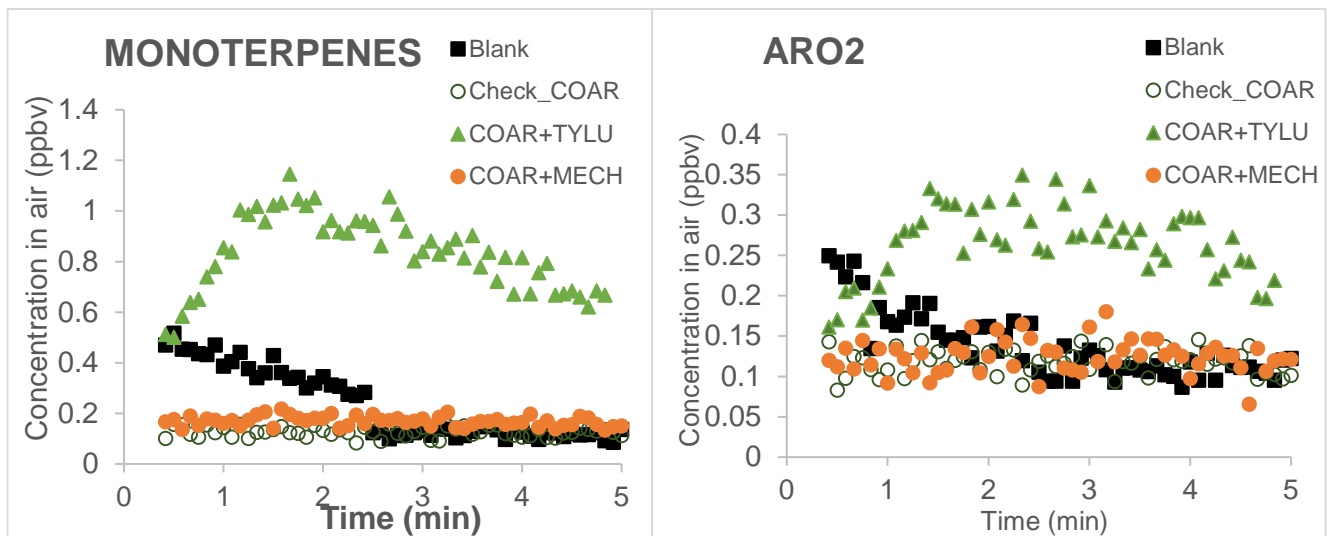 MONOTERPENES
Blank
Check_COAR
COAR+TYLU
COAR+MECH
Concentration in air (ppbv)
1.4
1.2
1
0.8
0.6
0.4
0.2
0
0 1 2 3 4 5
Time (min)
ARO2
Blank
Check_COAR
COAR+TYLU
COAR+MECH
Concentration in air (ppbv)
0.4
0.35
0.3
0.25
0.2
0.15
0.1
0.05
0
0 1 2 3 4 5
Time (min)